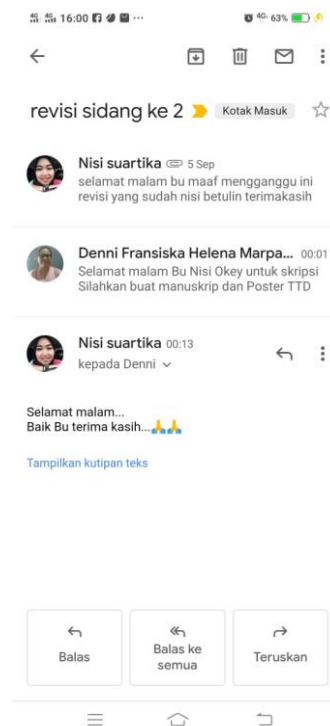 4G 4G 16:00 ... 4G 63%
revisi sidang ke 2 Kotak Masuk
Nisi suartika 5 Sep
selamat malam bu maaf mengganggu ini
revisi yang sudah nisi betulin terimakasih
Denni Fransiska Helena Marpa... 00:01
Selamat malam Bu Nisi Okey untuk skripsi
Silahkan buat manuskrip dan Poster TTD
Nisi suartika 00:13
kepada Denni
Selamat malam...
Baik Bu terima kasih...🙏🙏
Tampilkan kutipan teks
Balas
Balas ke
semua
Teruskan